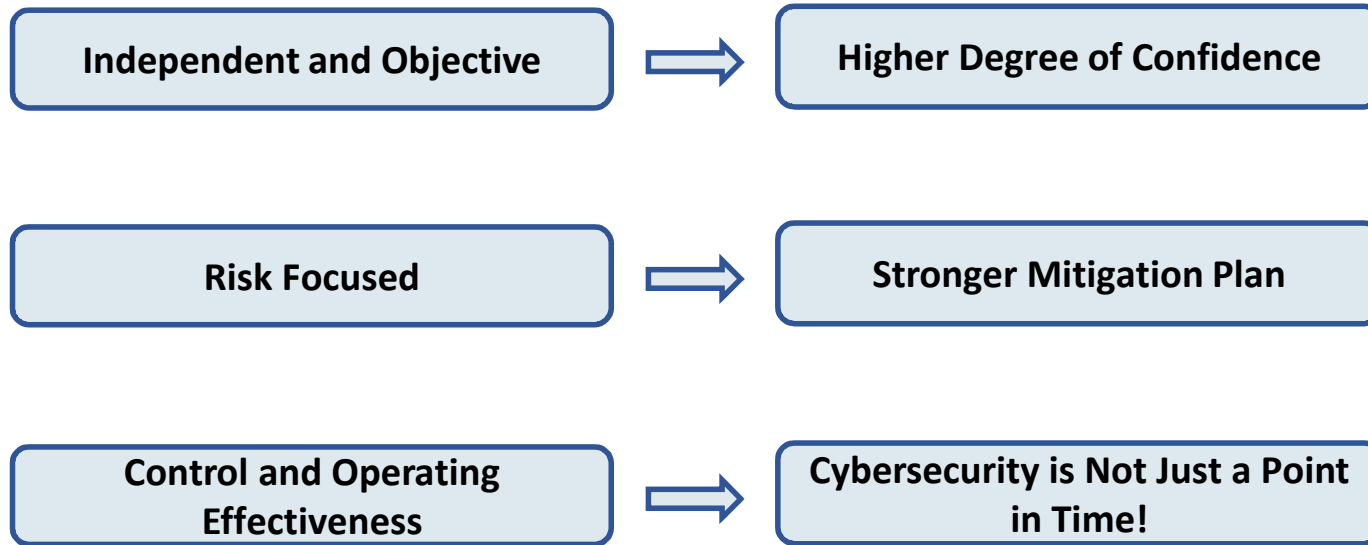 Independent and Objective
Higher Degree of Confidence
Risk Focused
Stronger Mitigation Plan
Control and Operating
Effectiveness
Cybersecurity is Not Just a Point
in Time!